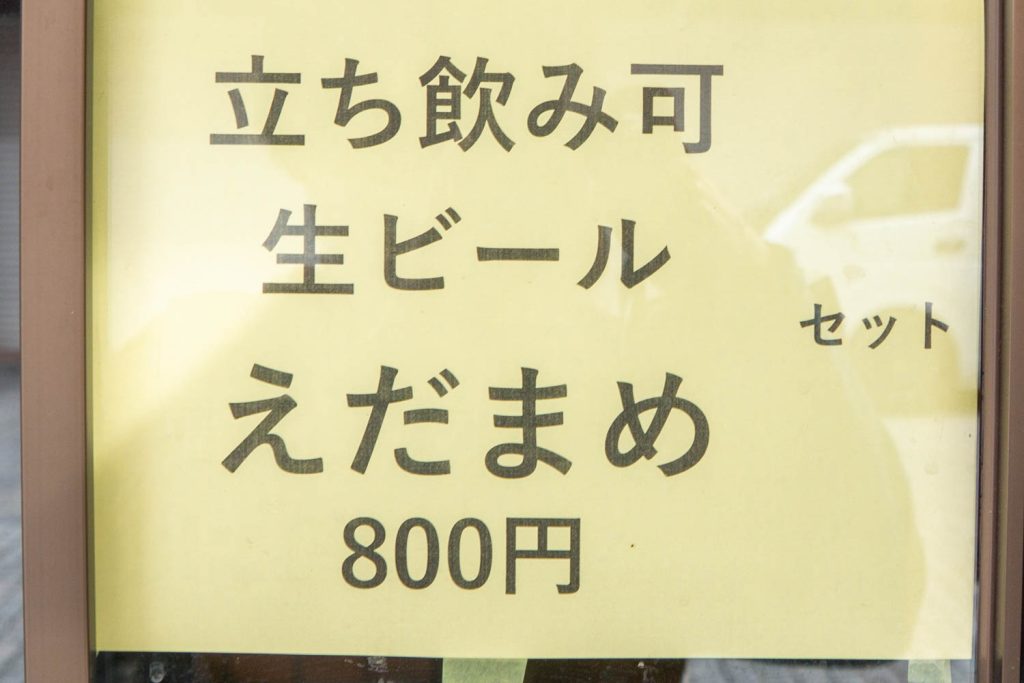 立ち飲み可
生ビール
セット
えだまめ
800円